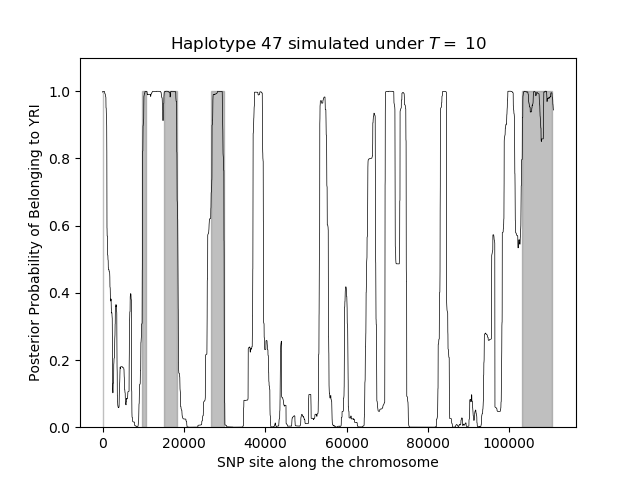 Haplotype 47 simulated under T = 10
Posterior Probability of Belonging to YRI
1.0
0.8
0.6
0.4
0.2
0.0
0 20000 40000 60000 80000 100000
SNP site along the chromosome